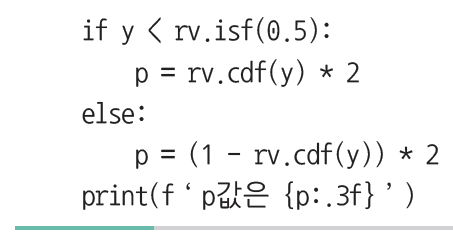 if y < rv.isf(0.5):
    p = rv.cdf(y) * 2
else:
    p = (1 - rv.cdf(y)) * 2
print(f ‘ p값은 {p:.3f} ’ )